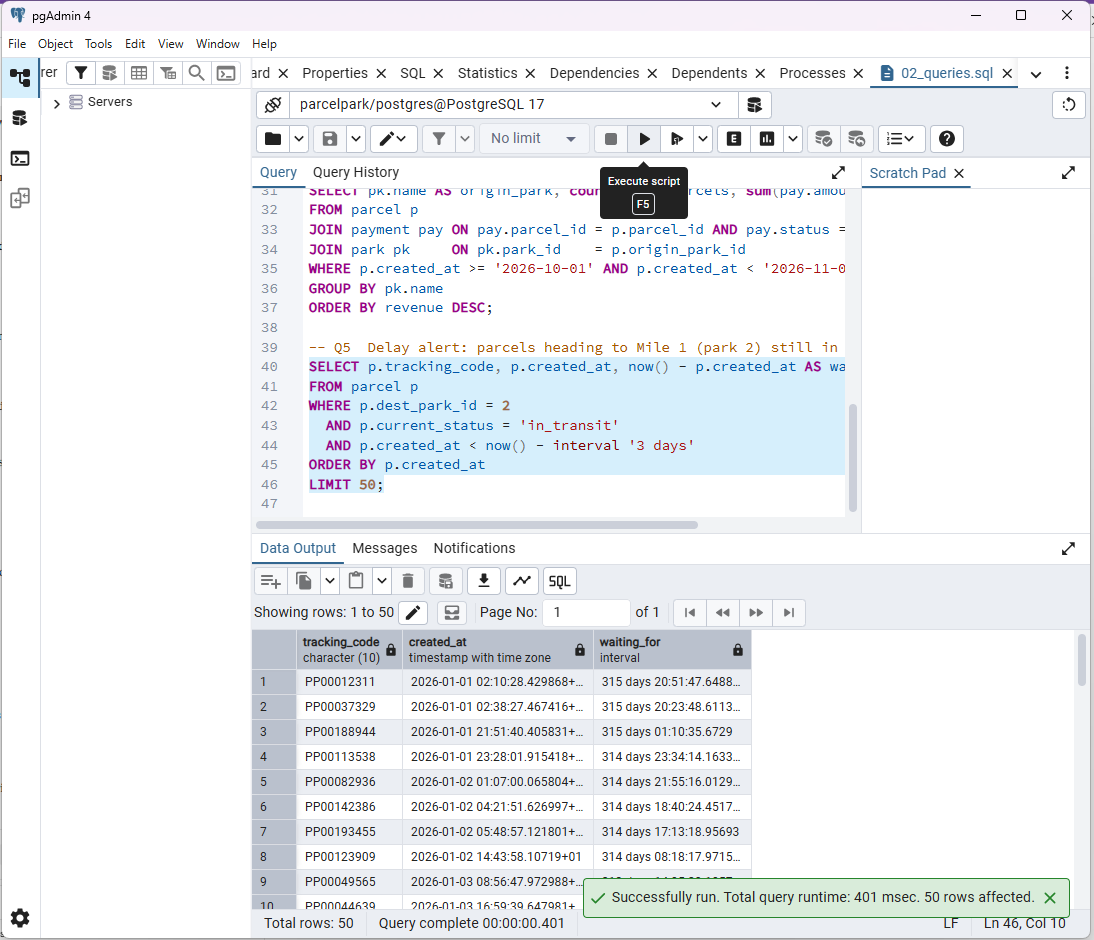 pgAdmin 4
File Object Tools Edit View Window Help
rer
ard Properties SQL Statistics Dependencies Dependents Processes 02_queries.sql
Servers
parcelpark/postgres@PostgreSQL 17
No limit
Query Query History
Execute script
F5
Scratch Pad
31 SELECT pk.name AS origin_park, cou rcels, sum(pay.amou
32 FROM parcel p
33 JOIN payment pay ON pay.parcel_id = p.parcel_id AND pay.status =
34 JOIN park pk ON pk.park_id = p.origin_park_id
35 WHERE p.created_at >= '2026-10-01' AND p.created_at < '2026-11-0
36 GROUP BY pk.name
37 ORDER BY revenue DESC;
38
39 -- Q5 Delay alert: parcels heading to Mile 1 (park 2) still in
40 SELECT p.tracking_code, p.created_at, now() - p.created_at AS wa
41 FROM parcel p
42 WHERE p.dest_park_id = 2
43 AND p.current_status = 'in_transit'
44 AND p.created_at < now() - interval '3 days'
45 ORDER BY p.created_at
46 LIMIT 50;
47
Data Output Messages Notifications
SQL
Showing rows: 1 to 50 Page No: 1 of 1
tracking_code created_at waiting_for
character (10) timestamp with time zone interval
1 PP00012311 2026-01-01 02:10:28.429868+... 315 days 20:51:47.6488...
2 PP00037329 2026-01-01 02:38:27.467416+... 315 days 20:23:48.6113...
3 PP00188944 2026-01-01 21:51:40.405831+... 315 days 01:10:35.6729
4 PP00113538 2026-01-01 23:28:01.915418+... 314 days 23:34:14.1633...
5 PP00082936 2026-01-02 01:07:00.065804+... 314 days 21:55:16.0129...
6 PP00142386 2026-01-02 04:21:51.626997+... 314 days 18:40:24.4517...
7 PP00193455 2026-01-02 05:48:57.121801+... 314 days 17:13:18.95693
8 PP00123909 2026-01-02 14:43:58.10719+01 314 days 08:18:17.9715...
9 PP00049565 2026-01-03 08:56:47.972988+...
10 PP00044639 2026-01-03 16:59:39.647981+...
Successfully run. Total query runtime: 401 msec. 50 rows affected.
Total rows: 50 Query complete 00:00:00.401 LF Ln 46, Col 10